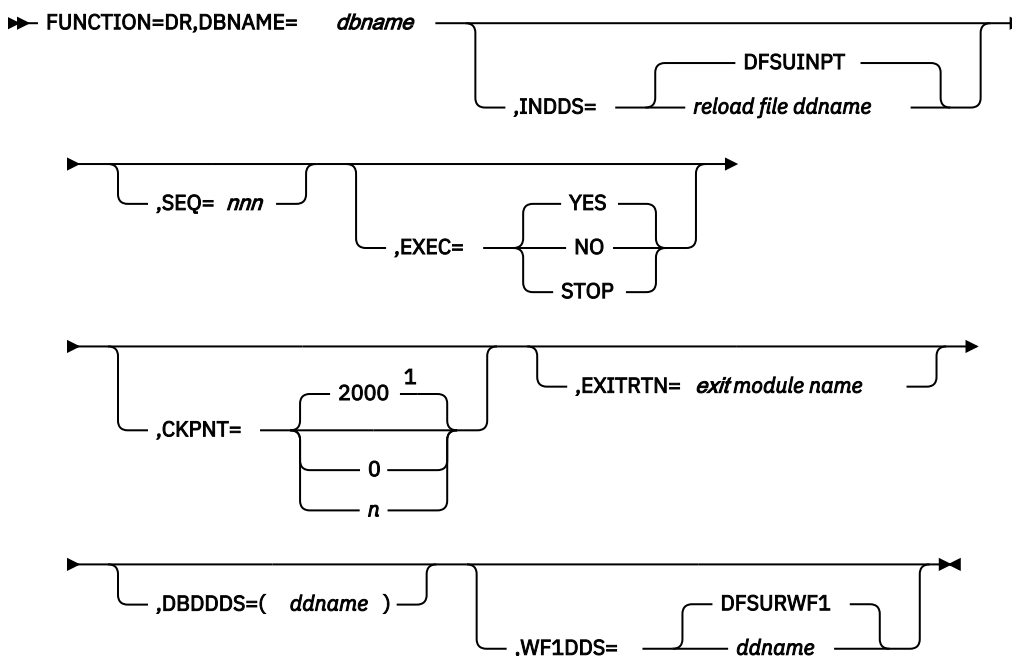 FUNCTION=DR,DBNAME= dbname
DFSUINPT
,INDDS= reload file ddname
,SEQ= nnn
YES
,EXEC= NO
STOP
2000 1
,CKPNT=
0
n
,EXITRTN= exit module name
,DBDDDS=( ddname )
DFSURWF1
,WF1DDS= ddname